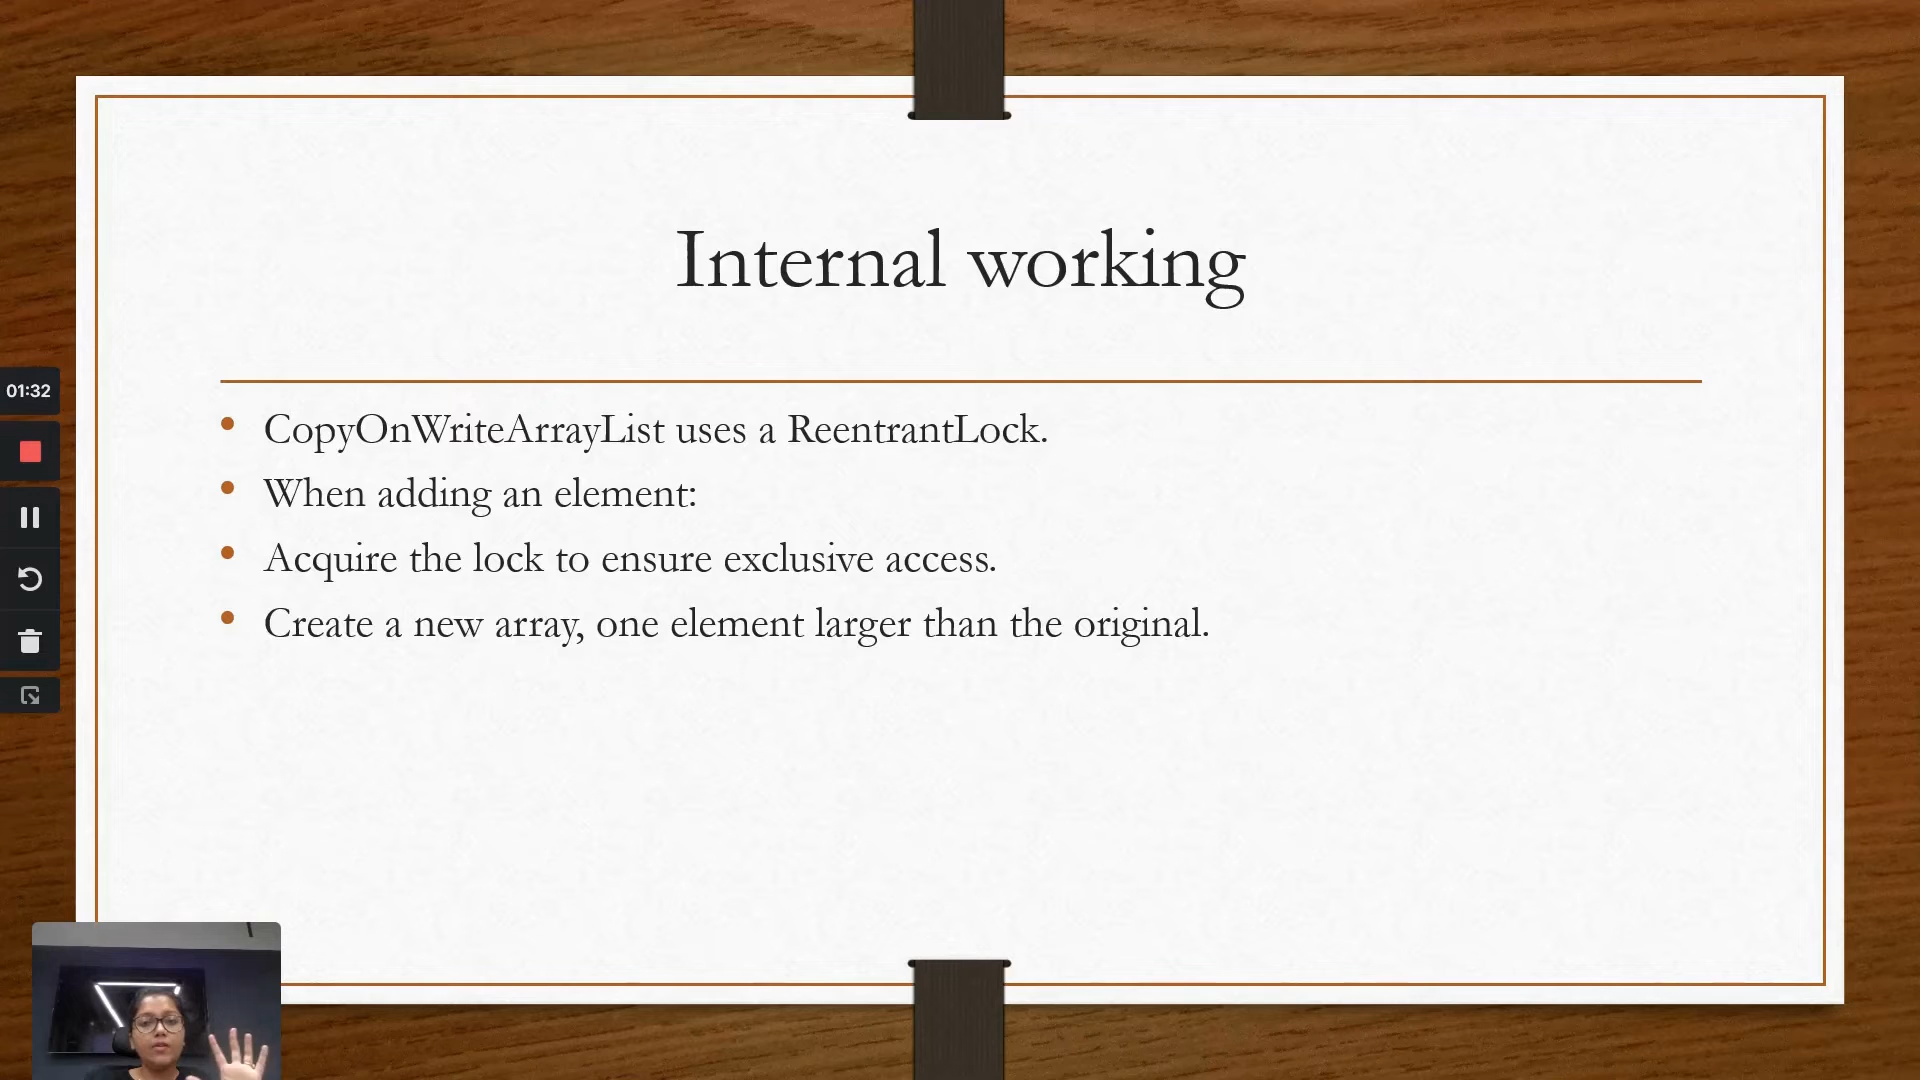 Internal working
01:32
CopyOnWriteArrayList uses a ReentrantLock.
When adding an element:
Acquire the lock to ensure exclusive access.
Create a new array, one element larger than the original.